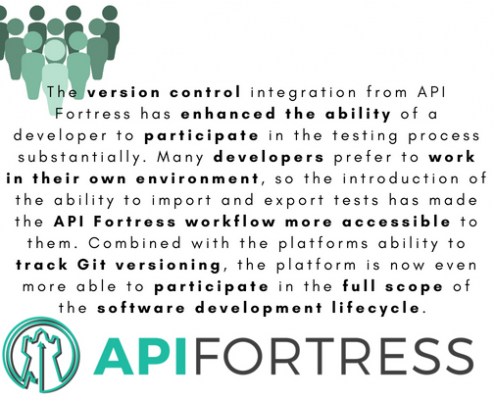 The version control integration from API
Fortress has enhanced the ability of a
developer to participate in the testing process
substantially. Many developers prefer to work
in their own environment, so the introduction of
the ability to import and export tests has made
the API Fortress workflow more accessible to
them. Combined with the platforms ability to
track Git versioning, the platform is now even
more able to participate in the full scope of
the software development lifecycle.
APIFORTRESS